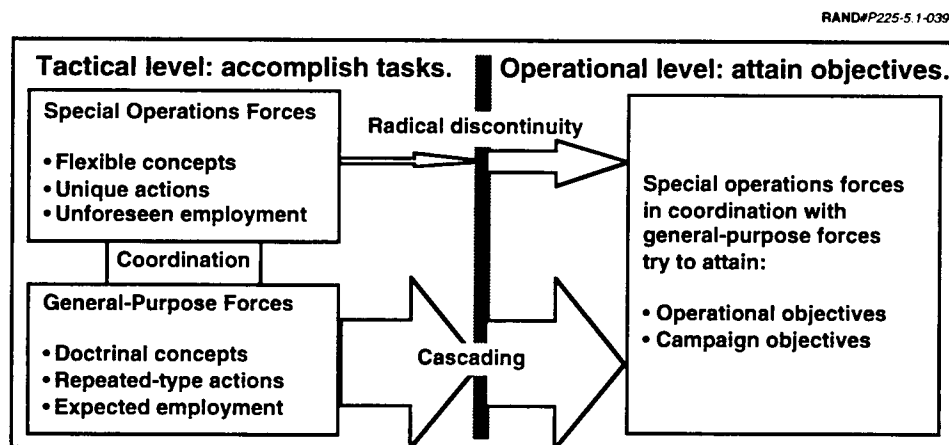 RAND#P225-5.1-039
Tactical level: accomplish tasks.
Operational level: attain objectives.
Special Operations Forces
• Flexible concepts
• Unique actions
• Unforeseen employment
Coordination
General-Purpose Forces
• Doctrinal concepts
• Repeated-type actions
• Expected employment
Radical discontinuity
Cascading
Special operations forces
in coordination with
general-purpose forces
try to attain:
• Operational objectives
• Campaign objectives